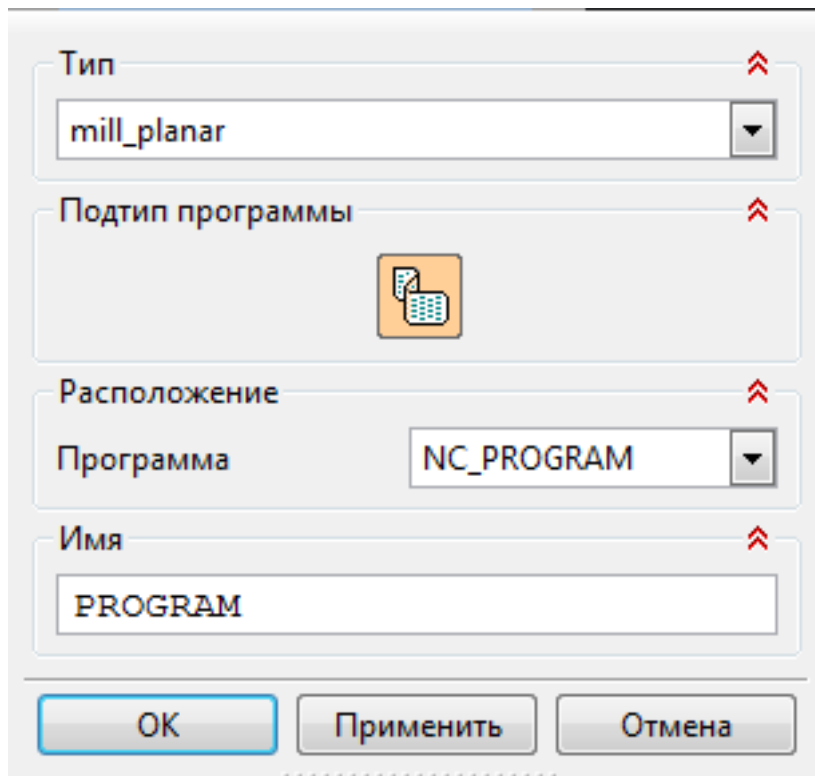 Тип
mill_planar
Подтип программы
Расположение
Программа NC_PROGRAM
Имя
PROGRAM
OK Применить Отмена